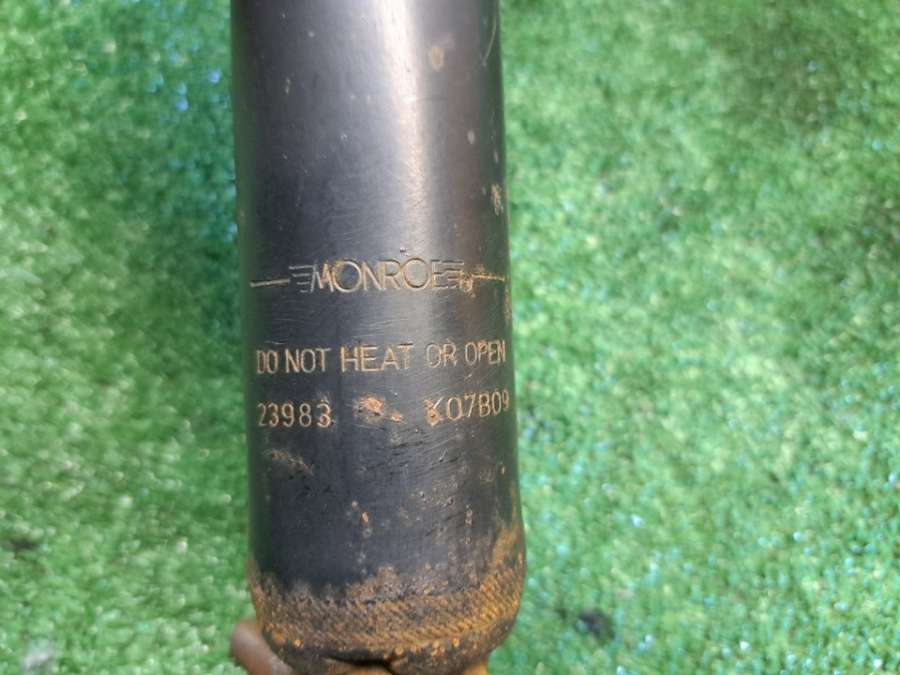 MONROE
DO NOT HEAT OR OPEN
23983 K07B09